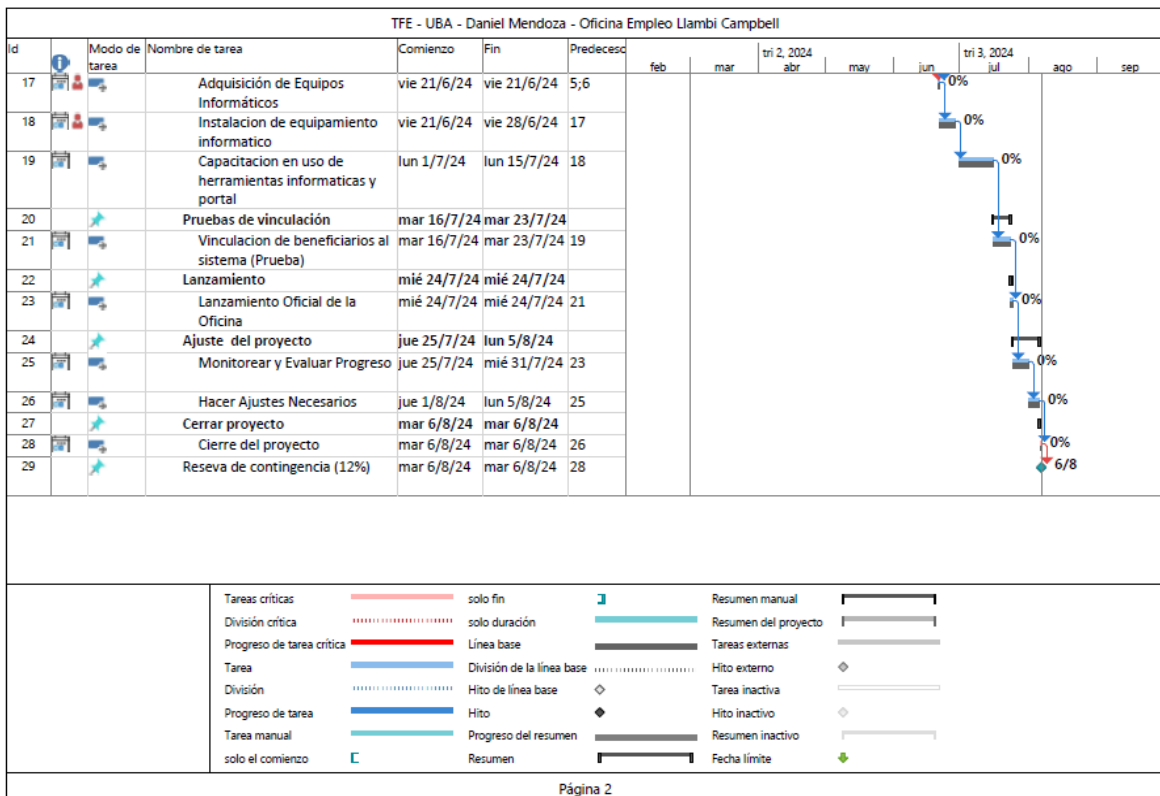 TFE - UBA - Daniel Mendoza - Oficina Empleo Llambi Campbell
Id Modo de tarea Nombre de tarea Comienzo Fin Predeceso
tri 2, 2024 tri 3, 2024
feb mar abr may jun jul ago sep
17 Adquisición de Equipos Informáticos vie 21/6/24 vie 21/6/24 5;6 0%
18 Instalacion de equipamiento informatico vie 21/6/24 vie 28/6/24 17 0%
19 Capacitacion en uso de herramientas informaticas y portal lun 1/7/24 lun 15/7/24 18 0%
20 Pruebas de vinculación mar 16/7/24 mar 23/7/24
21 Vinculacion de beneficiarios al sistema (Prueba) mar 16/7/24 mar 23/7/24 19 0%
22 Lanzamiento mié 24/7/24 mié 24/7/24
23 Lanzamiento Oficial de la Oficina mié 24/7/24 mié 24/7/24 21 0%
24 Ajuste del proyecto jue 25/7/24 lun 5/8/24
25 Monitorear y Evaluar Progreso jue 25/7/24 mié 31/7/24 23 0%
26 Hacer Ajustes Necesarios jue 1/8/24 lun 5/8/24 25 0%
27 Cerrar proyecto mar 6/8/24 mar 6/8/24
28 Cierre del proyecto mar 6/8/24 mar 6/8/24 26 0%
29 Reseva de contingencia (12%) mar 6/8/24 mar 6/8/24 28 6/8
Tareas críticas solo fin Resumen manual
División crítica solo duración Resumen del proyecto
Progreso de tarea crítica Línea base Tareas externas
Tarea División de la línea base Hito externo
División Hito de línea base Tarea inactiva
Progreso de tarea Hito Hito inactivo
Tarea manual Progreso del resumen Resumen inactivo
solo el comienzo Resumen Fecha límite
Página 2